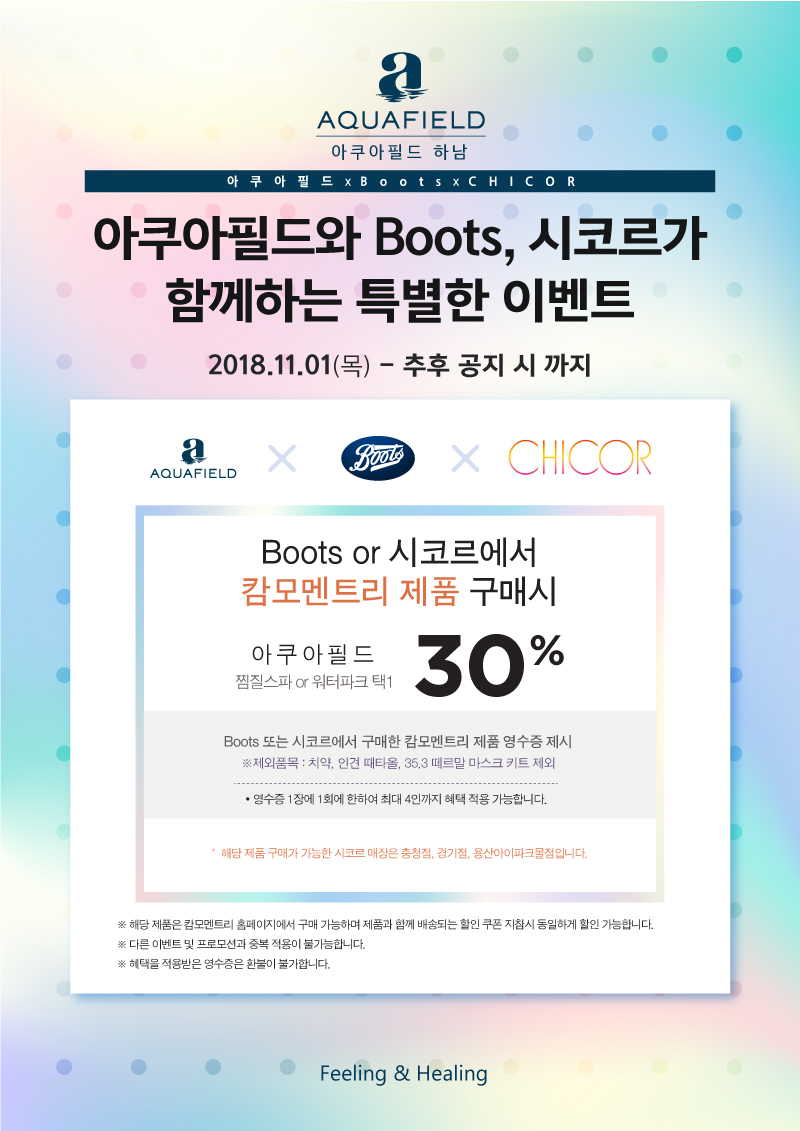 a
AQUAFIELD
아쿠아필드 하남
아쿠아필드xBootsxCHICOR
아쿠아필드와 Boots, 시코르가
함께하는 특별한 이벤트
2018.11.01(목) - 추후 공지 시 까지
a
AQUAFIELD × Boots × CHICOR
Boots or 시코르에서
캄모멘트리 제품 구매시
아쿠아필드
찜질스파 or 워터파크 택1
30%
Boots 또는 시코르에서 구매한 캄모멘트리 제품 영수증 제시
※제외품목 : 치약, 인견 때타올, 35,3 떼르말 마스크 키트 제외
• 영수증 1장에 1회에 한하여 최대 4인까지 혜택 적용 가능합니다.
* 해당 제품 구매가 가능한 시코르 매장은 충청점, 경기점, 용산아이파크몰점입니다.
※ 해당 제품은 캄모멘트리 홈페이지에서 구매 가능하며 제품과 함께 배송되는 할인 쿠폰 지참시 동일하게 할인 가능합니다.
※ 다른 이벤트 및 프로모션과 중복 적용이 불가능합니다.
※ 혜택을 적용받은 영수증은 환불이 불가합니다.
Feeling & Healing